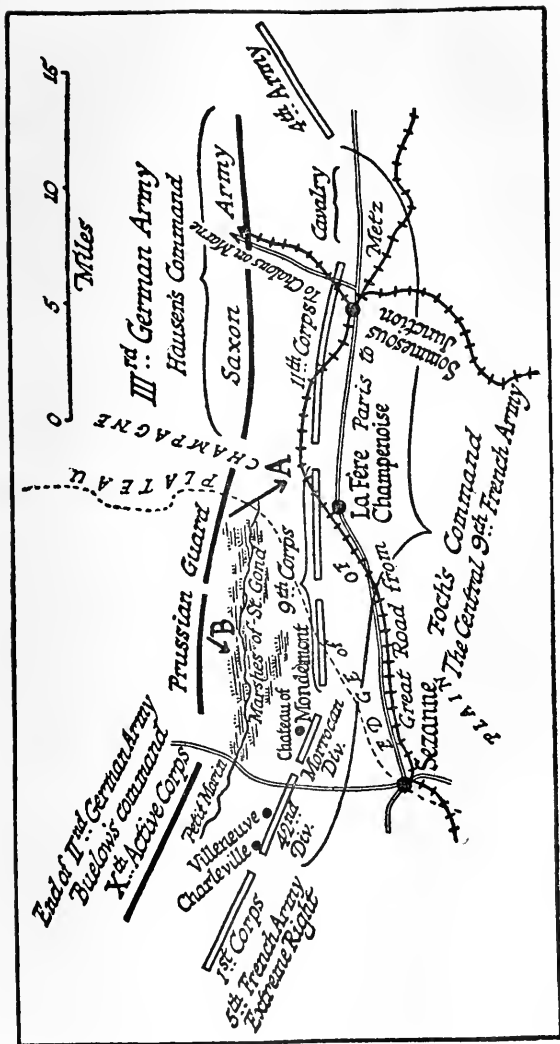 End of IInd German Army
Buelow's command
Xth Active Corps
Prussian Guard
IIIrd German Army
Hausen's Command
Saxon Army
0 5 10 15
Miles
PLATEAU
CHAMPAGNE
B
A
Marshes of St. Gond
Petit Morin
Villeneuve
Charleville
Chateau of
Mondemont
9th Corps
11th Corps
to Chalons on Marne
Cavalry
4th Army
1st Corps
5th French Army
Extreme Right
42nd
Div.
Morrocan
Div.
EDGE OF
OF
Great Road from Paris to Metz
La Fère
Champenoise
Sommesous
Junction
Sezanne
PLAI
Foch's Command
The Central 9th French Army